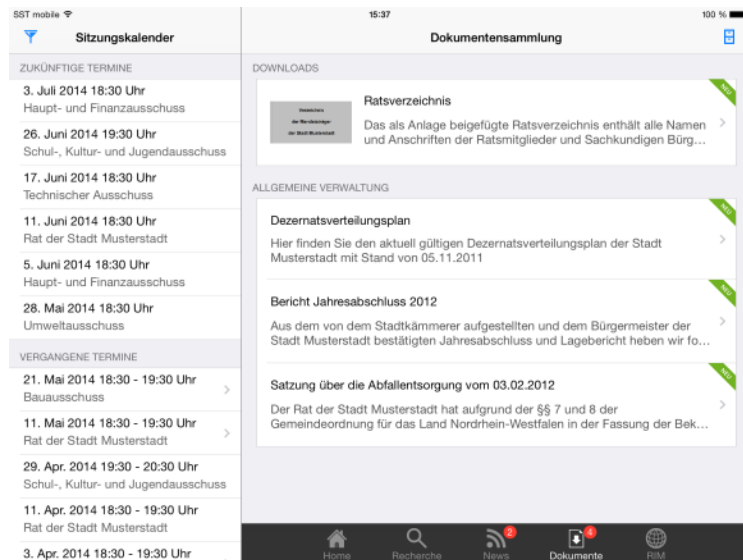 SST mobile
15:37
100 %
Sitzungskalender
ZUKÜNFTIGE TERMINE
3. Juli 2014 18:30 Uhr
Haupt- und Finanzausschuss
26. Juni 2014 19:30 Uhr
Schul-, Kultur- und Jugendausschuss
17. Juni 2014 18:30 Uhr
Technischer Ausschuss
11. Juni 2014 18:30 Uhr
Rat der Stadt Musterstadt
5. Juni 2014 18:30 Uhr
Haupt- und Finanzausschuss
28. Mai 2014 18:30 Uhr
Umweltausschuss
VERGANGENE TERMINE
21. Mai 2014 18:30 - 19:30 Uhr
Bauausschuss
11. Mai 2014 18:30 - 19:30 Uhr
Rat der Stadt Musterstadt
29. Apr. 2014 19:30 - 20:30 Uhr
Schul-, Kultur- und Jugendausschuss
11. Apr. 2014 18:30 - 19:30 Uhr
Rat der Stadt Musterstadt
3. Apr. 2014 18:30 - 19:30 Uhr
Dokumentensammlung
DOWNLOADS
Verzeichnis
der Mandatsträger
der Stadt Musterstadt
Ratsverzeichnis
NEU
Das als Anlage beigefügte Ratsverzeichnis enthält alle Namen
und Anschriften der Ratsmitglieder und Sachkundigen Bürg...
ALLGEMEINE VERWALTUNG
Dezernatsverteilungsplan
NEU
Hier finden Sie den aktuell gültigen Dezernatsverteilungsplan der Stadt
Musterstadt mit Stand von 05.11.2011
Bericht Jahresabschluss 2012
NEU
Aus dem von dem Stadtkämmerer aufgestellten und dem Bürgermeister der
Stadt Musterstadt bestätigten Jahresabschluss und Lagebericht heben wir fo...
Satzung über die Abfallentsorgung vom 03.02.2012
NEU
Der Rat der Stadt Musterstadt hat aufgrund der §§ 7 und 8 der
Gemeindeordnung für das Land Nordrhein-Westfalen in der Fassung der Bek...
2
4
Home
Recherche
News
Dokumente
RIM